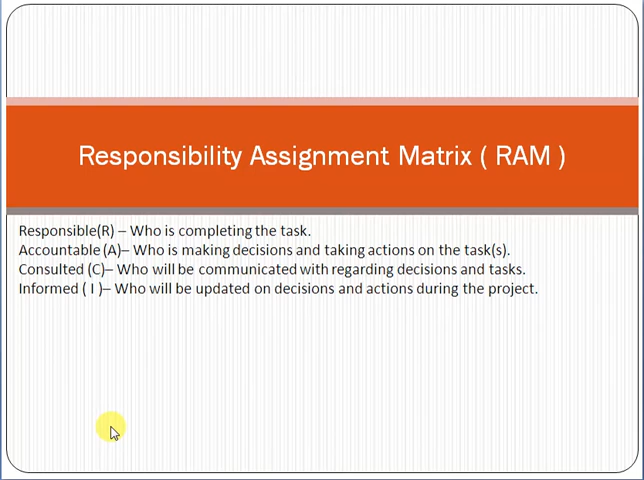 Responsibility Assignment Matrix ( RAM )
Responsible(R) – Who is completing the task.
Accountable (A)– Who is making decisions and taking actions on the task(s).
Consulted (C)– Who will be communicated with regarding decisions and tasks.
Informed ( I )– Who will be updated on decisions and actions during the project.